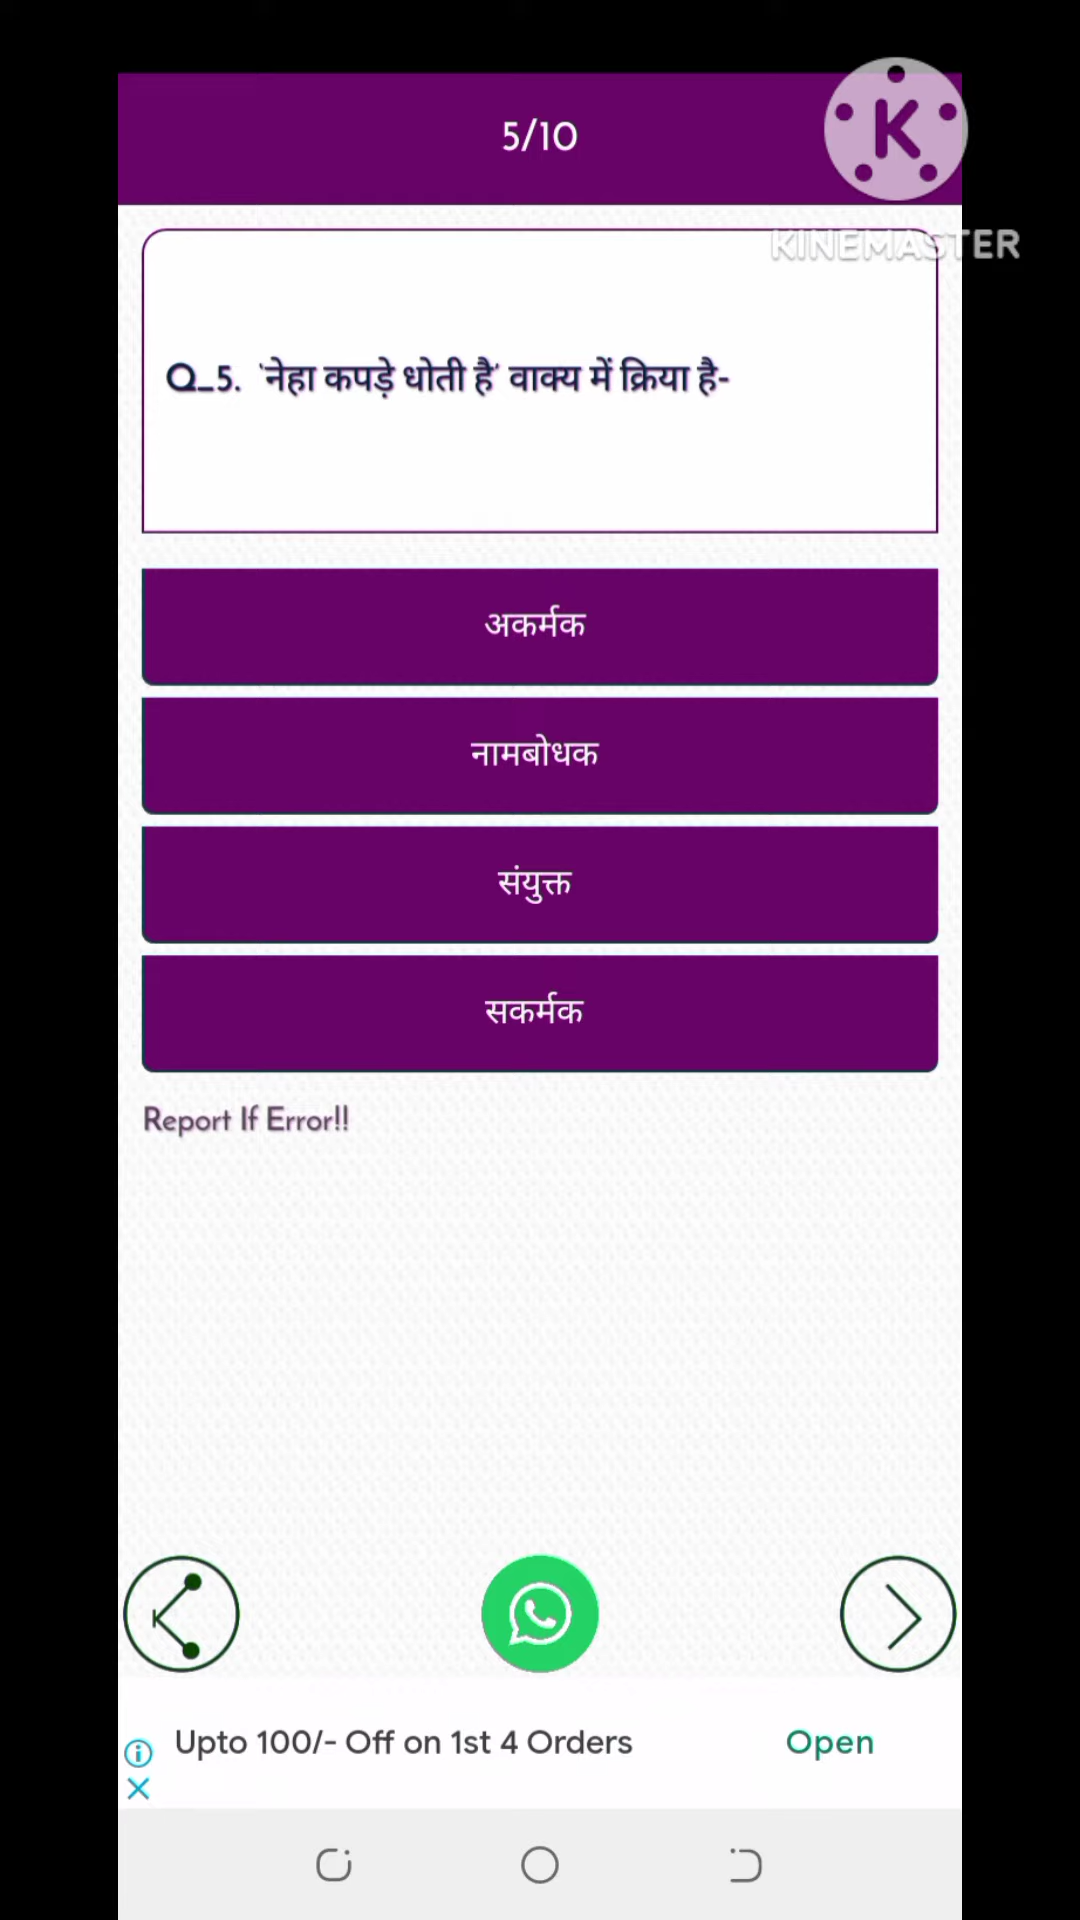 5/10
K
KINEMASTER
Q_5. 'नेहा कपड़े धोती है' वाक्य में क्रिया है-
अकर्मक
नामबोधक
संयुक्त
सकर्मक
Report If Error!!
Upto 100/- Off on 1st 4 Orders
Open